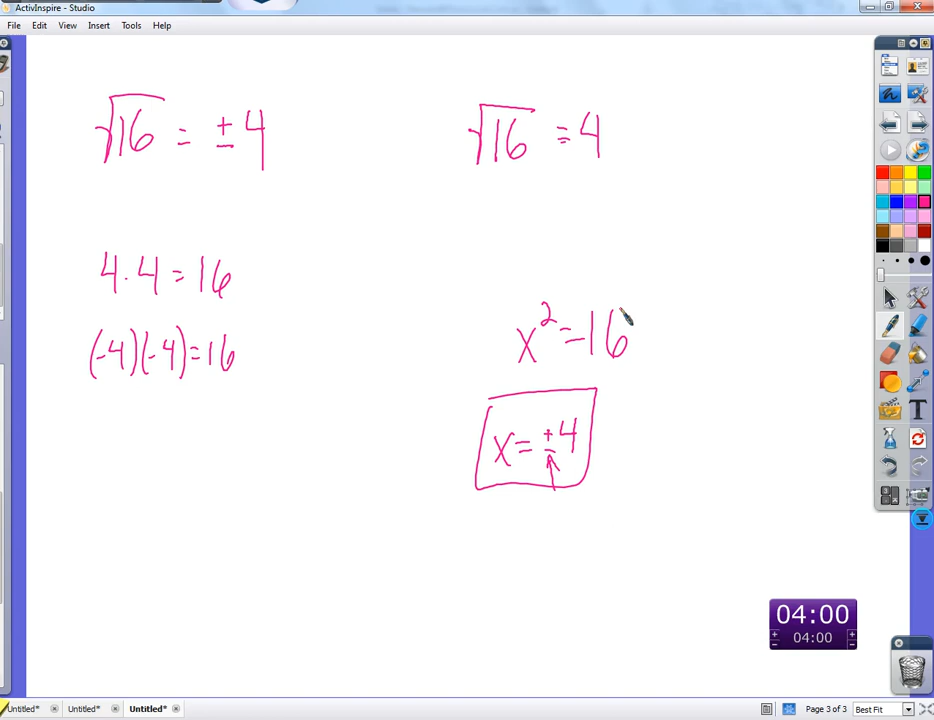 ActivInspire - Studio
File Edit View Insert Tools Help
√16 = ±4
√16 = 4
4·4=16
(-4)(-4)=16
x²=16
x=±4
04:00
04:00
Untitled* Untitled* Untitled* Page 3 of 3 Best Fit